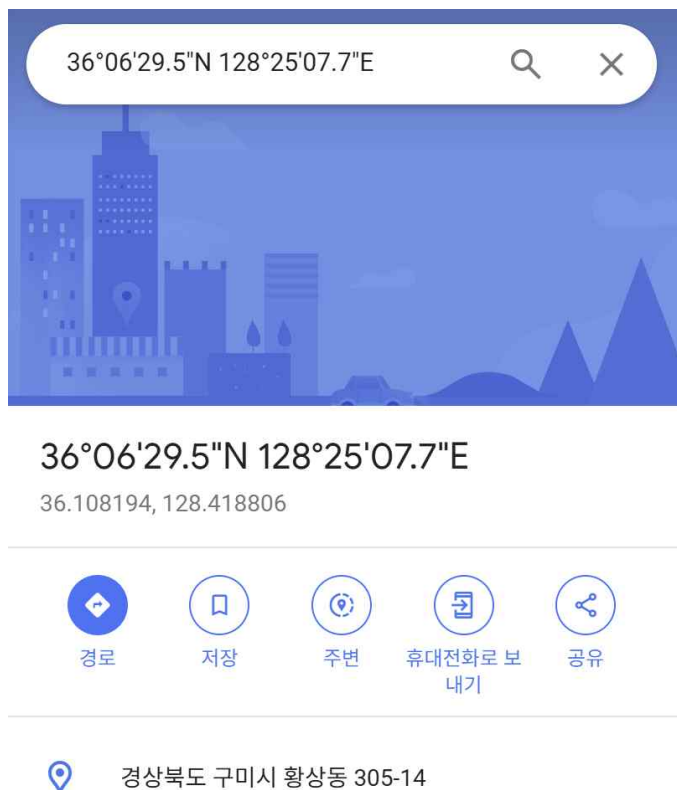 36°06'29.5"N 128°25'07.7"E
36°06'29.5"N 128°25'07.7"E
36.108194, 128.418806
경로
저장
주변
휴대전화로 보
내기
공유
경상북도 구미시 황상동 305-14